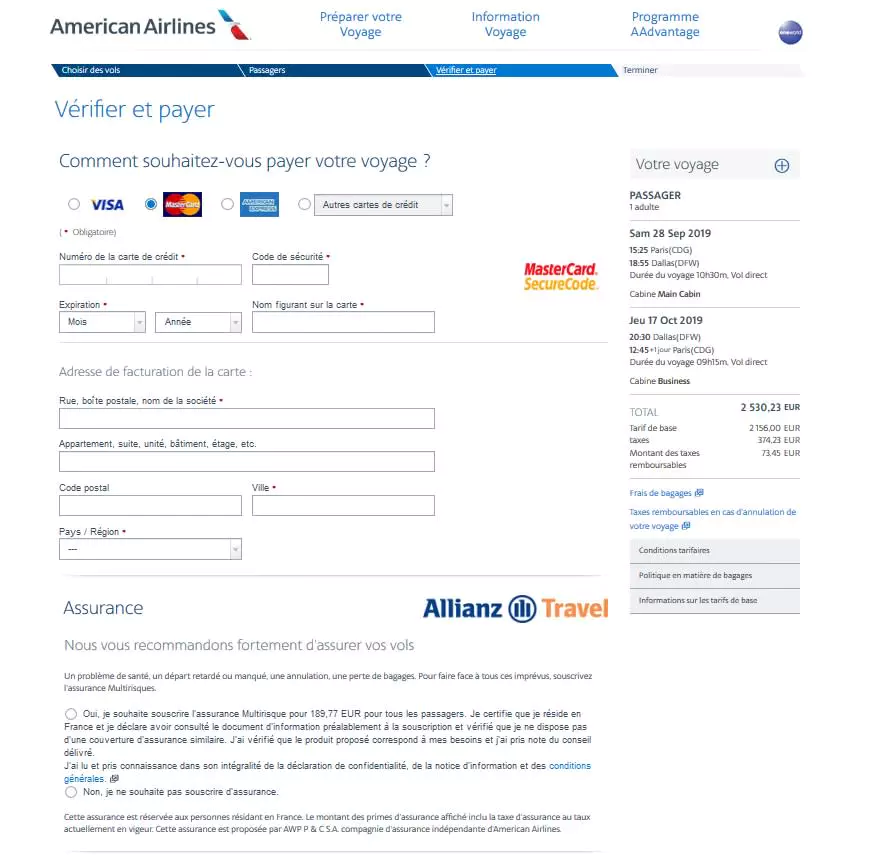 American Airlines
Préparer votre
Voyage
Information
Voyage
Programme
AAdvantage
oneworld
Choisir des vols
Passagers
Vérifier et payer
Terminer
Vérifier et payer
Comment souhaitez-vous payer votre voyage ?
VISA
MasterCard
AMERICAN
EXPRESS
Autres cartes de crédit
( • Obligatoire)
Numéro de la carte de crédit •
Code de sécurité •
MasterCard.
SecureCode.
Expiration •
Nom figurant sur la carte •
Mois
Année
Adresse de facturation de la carte :
Rue, boîte postale, nom de la société •
Appartement, suite, unité, bâtiment, étage, etc.
Code postal
Ville •
Pays / Région •
---
Assurance
Allianz Travel
Nous vous recommandons fortement d'assurer vos vols
Un problème de santé, un départ retardé ou manqué, une annulation, une perte de bagages. Pour faire face à tous ces imprévus, souscrivez
l'assurance Multirisques.
Oui, je souhaite souscrire l'assurance Multirisque pour 189,77 EUR pour tous les passagers. Je certifie que je réside en
France et je déclare avoir consulté le document d'information préalablement à la souscription et vérifié que je ne dispose pas
d'une couverture d'assurance similaire. J'ai vérifié que le produit proposé correspond à mes besoins et j'ai pris note du conseil
délivré.
J'ai lu et pris connaissance dans son intégralité de la déclaration de confidentialité, de la notice d'information et des conditions
générales.
Non, je ne souhaite pas souscrire d'assurance.
Cette assurance est réservée aux personnes résidant en France. Le montant des primes d'assurance affiché inclu la taxe d'assurance au taux
actuellement en vigueur. Cette assurance est proposée par AWP P & C S.A. compagnie d'assurance indépendante d'American Airlines.
Votre voyage
PASSAGER
1 adulte
Sam 28 Sep 2019
15:25 Paris(CDG)
18:55 Dallas(DFW)
Durée du voyage 10h30m, Vol direct
Cabine Main Cabin
Jeu 17 Oct 2019
20:30 Dallas(DFW)
12:45 +1 jour Paris(CDG)
Durée du voyage 09h15m, Vol direct
Cabine Business
TOTAL 2 530,23 EUR
Tarif de base 2 156,00 EUR
taxes 374,23 EUR
Montant des taxes 73,45 EUR
remboursables
Frais de bagages
Taxes remboursables en cas d'annulation de
votre voyage
Conditions tarifaires
Politique en matière de bagages
Informations sur les tarifs de base